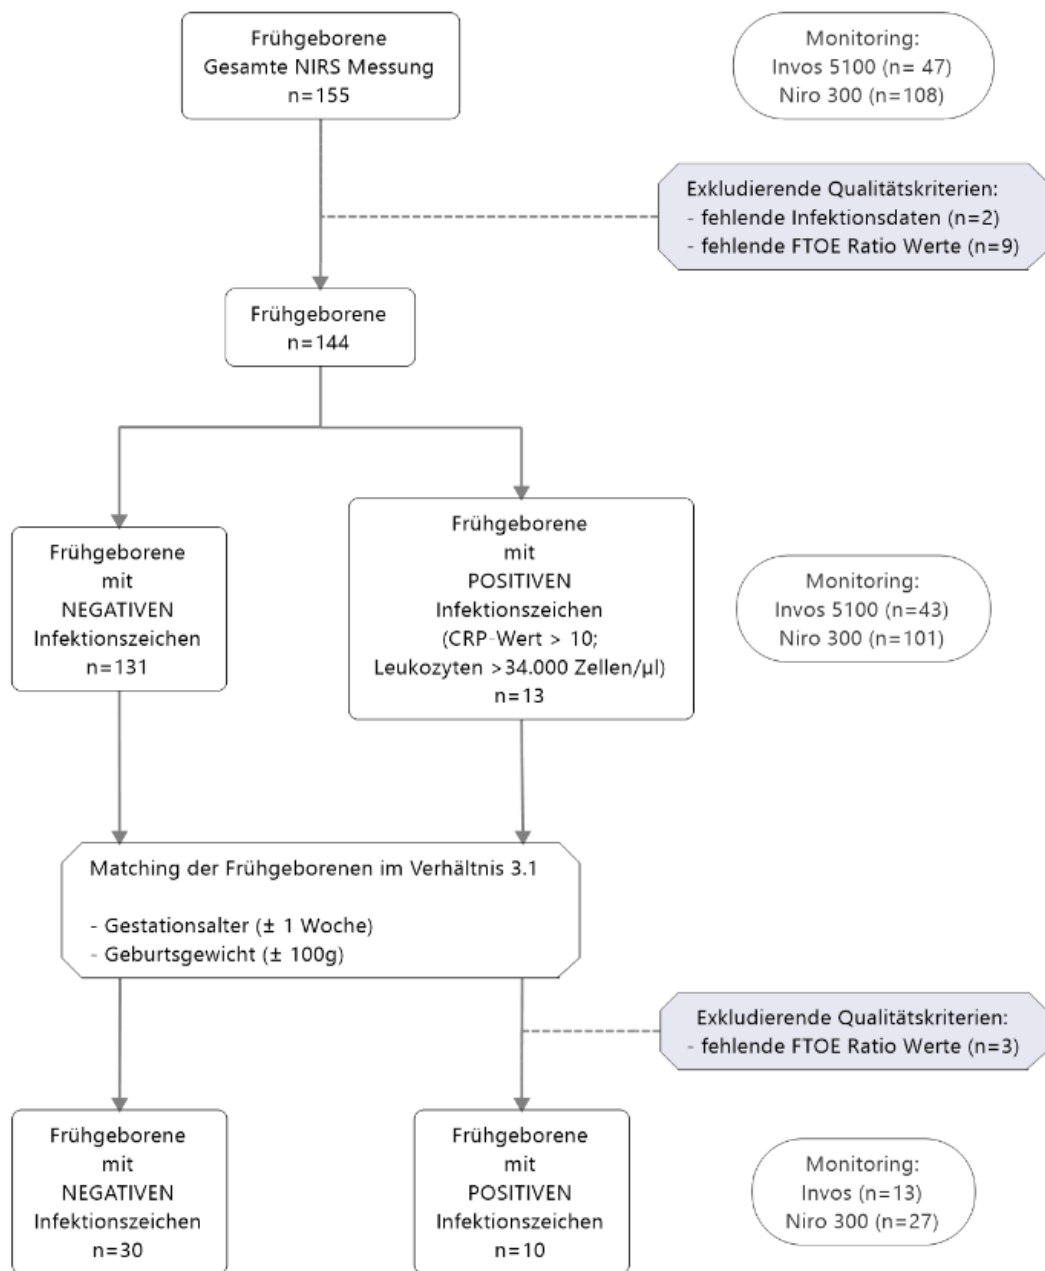 Frühgeborene
Gesamte NIRS Messung
n=155
Monitoring:
Invos 5100 (n= 47)
Niro 300 (n=108)
Exkludierende Qualitätskriterien:
- fehlende Infektionsdaten (n=2)
- fehlende FTOE Ratio Werte (n=9)
Frühgeborene
n=144
Frühgeborene
mit
NEGATIVEN
Infektionszeichen
n=131
Frühgeborene
mit
POSITIVEN
Infektionszeichen
(CRP-Wert > 10;
Leukozyten >34.000 Zellen/µl)
n=13
Monitoring:
Invos 5100 (n=43)
Niro 300 (n=101)
Matching der Frühgeborenen im Verhältnis 3.1
- Gestationsalter (± 1 Woche)
- Geburtsgewicht (± 100g)
Exkludierende Qualitätskriterien:
- fehlende FTOE Ratio Werte (n=3)
Frühgeborene
mit
NEGATIVEN
Infektionszeichen
n=30
Frühgeborene
mit
POSITIVEN
Infektionszeichen
n=10
Monitoring:
Invos (n=13)
Niro 300 (n=27)